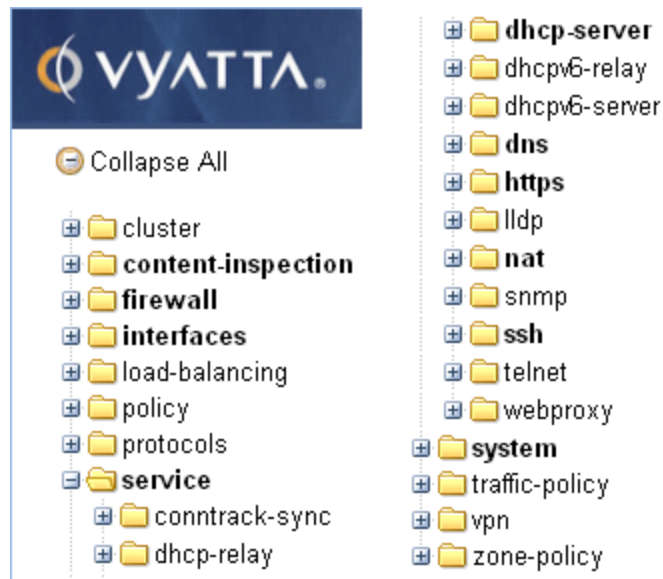 VYATTA.
Collapse All
cluster
content-inspection
firewall
interfaces
load-balancing
policy
protocols
service
conntrack-sync
dhcp-relay
dhcp-server
dhcpv6-relay
dhcpv6-server
dns
https
lldp
nat
snmp
ssh
telnet
webproxy
system
traffic-policy
vpn
zone-policy